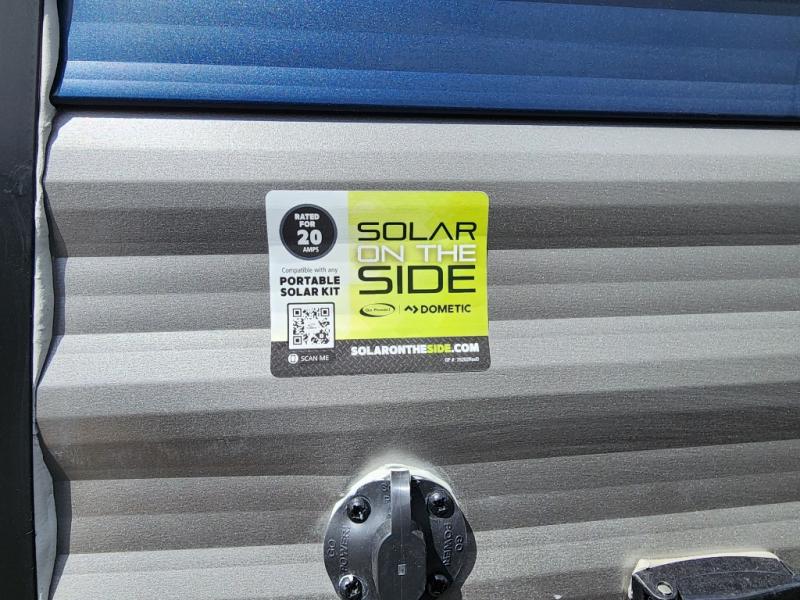 RATED
FOR
20
AMPS
Compatible with any
PORTABLE
SOLAR KIT
SCAN ME
SOLAR
ON THE
SIDE
Go Power!
DOMETIC
SOLARONTHESIDE.COM
GO
POWER!
GO
POWER!